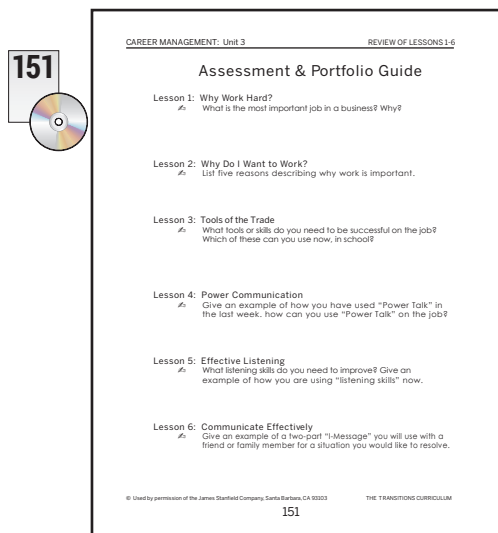 151
CAREER MANAGEMENT: Unit 3 REVIEW OF LESSONS 1-6
Assessment & Portfolio Guide
Lesson 1: Why Work Hard?
✍ What is the most important job in a business? Why?
Lesson 2: Why Do I Want to Work?
✍ List five reasons describing why work is important.
Lesson 3: Tools of the Trade
✍ What tools or skills do you need to be successful on the job?
Which of these can you use now, in school?
Lesson 4: Power Communication
✍ Give an example of how you have used “Power Talk” in
the last week. how can you use “Power Talk” on the job?
Lesson 5: Effective Listening
✍ What listening skills do you need to improve? Give an
example of how you are using “listening skills” now.
Lesson 6: Communicate Effectively
✍ Give an example of a two-part “I-Message” you will use with a
friend or family member for a situation you would like to resolve.
© Used by permission of the James Stanfield Company, Santa Barbara, CA 93103 THE TRANSITIONS CURRICULUM
151